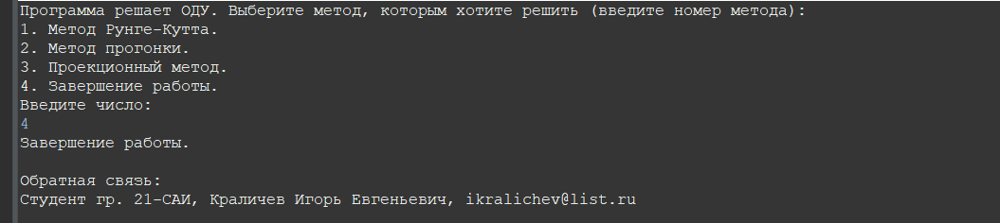 Программа решает ОДУ. Выберите метод, которым хотите решить (введите номер метода):
1. Метод Рунге-Кутта.
2. Метод прогонки.
3. Проекционный метод.
4. Завершение работы.
Введите число:
4
Завершение работы.
Обратная связь:
Студент гр. 21-САИ, Краличев Игорь Евгеньевич, ikralichev@list.ru